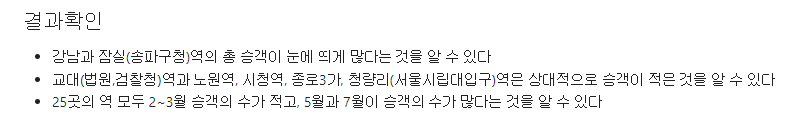 결과확인
강남과 잠실(송파구청)역의 총 승객이 눈에 띄게 많다는 것을 알 수 있다
교대(법원,검찰청)역과 노원역, 시청역, 종로3가, 청량리(서울시립대입구)역은 상대적으로 승객이 적은 것을 알 수 있다
25곳의 역 모두 2~3월 승객의 수가 적고, 5월과 7월이 승객의 수가 많다는 것을 알 수 있다